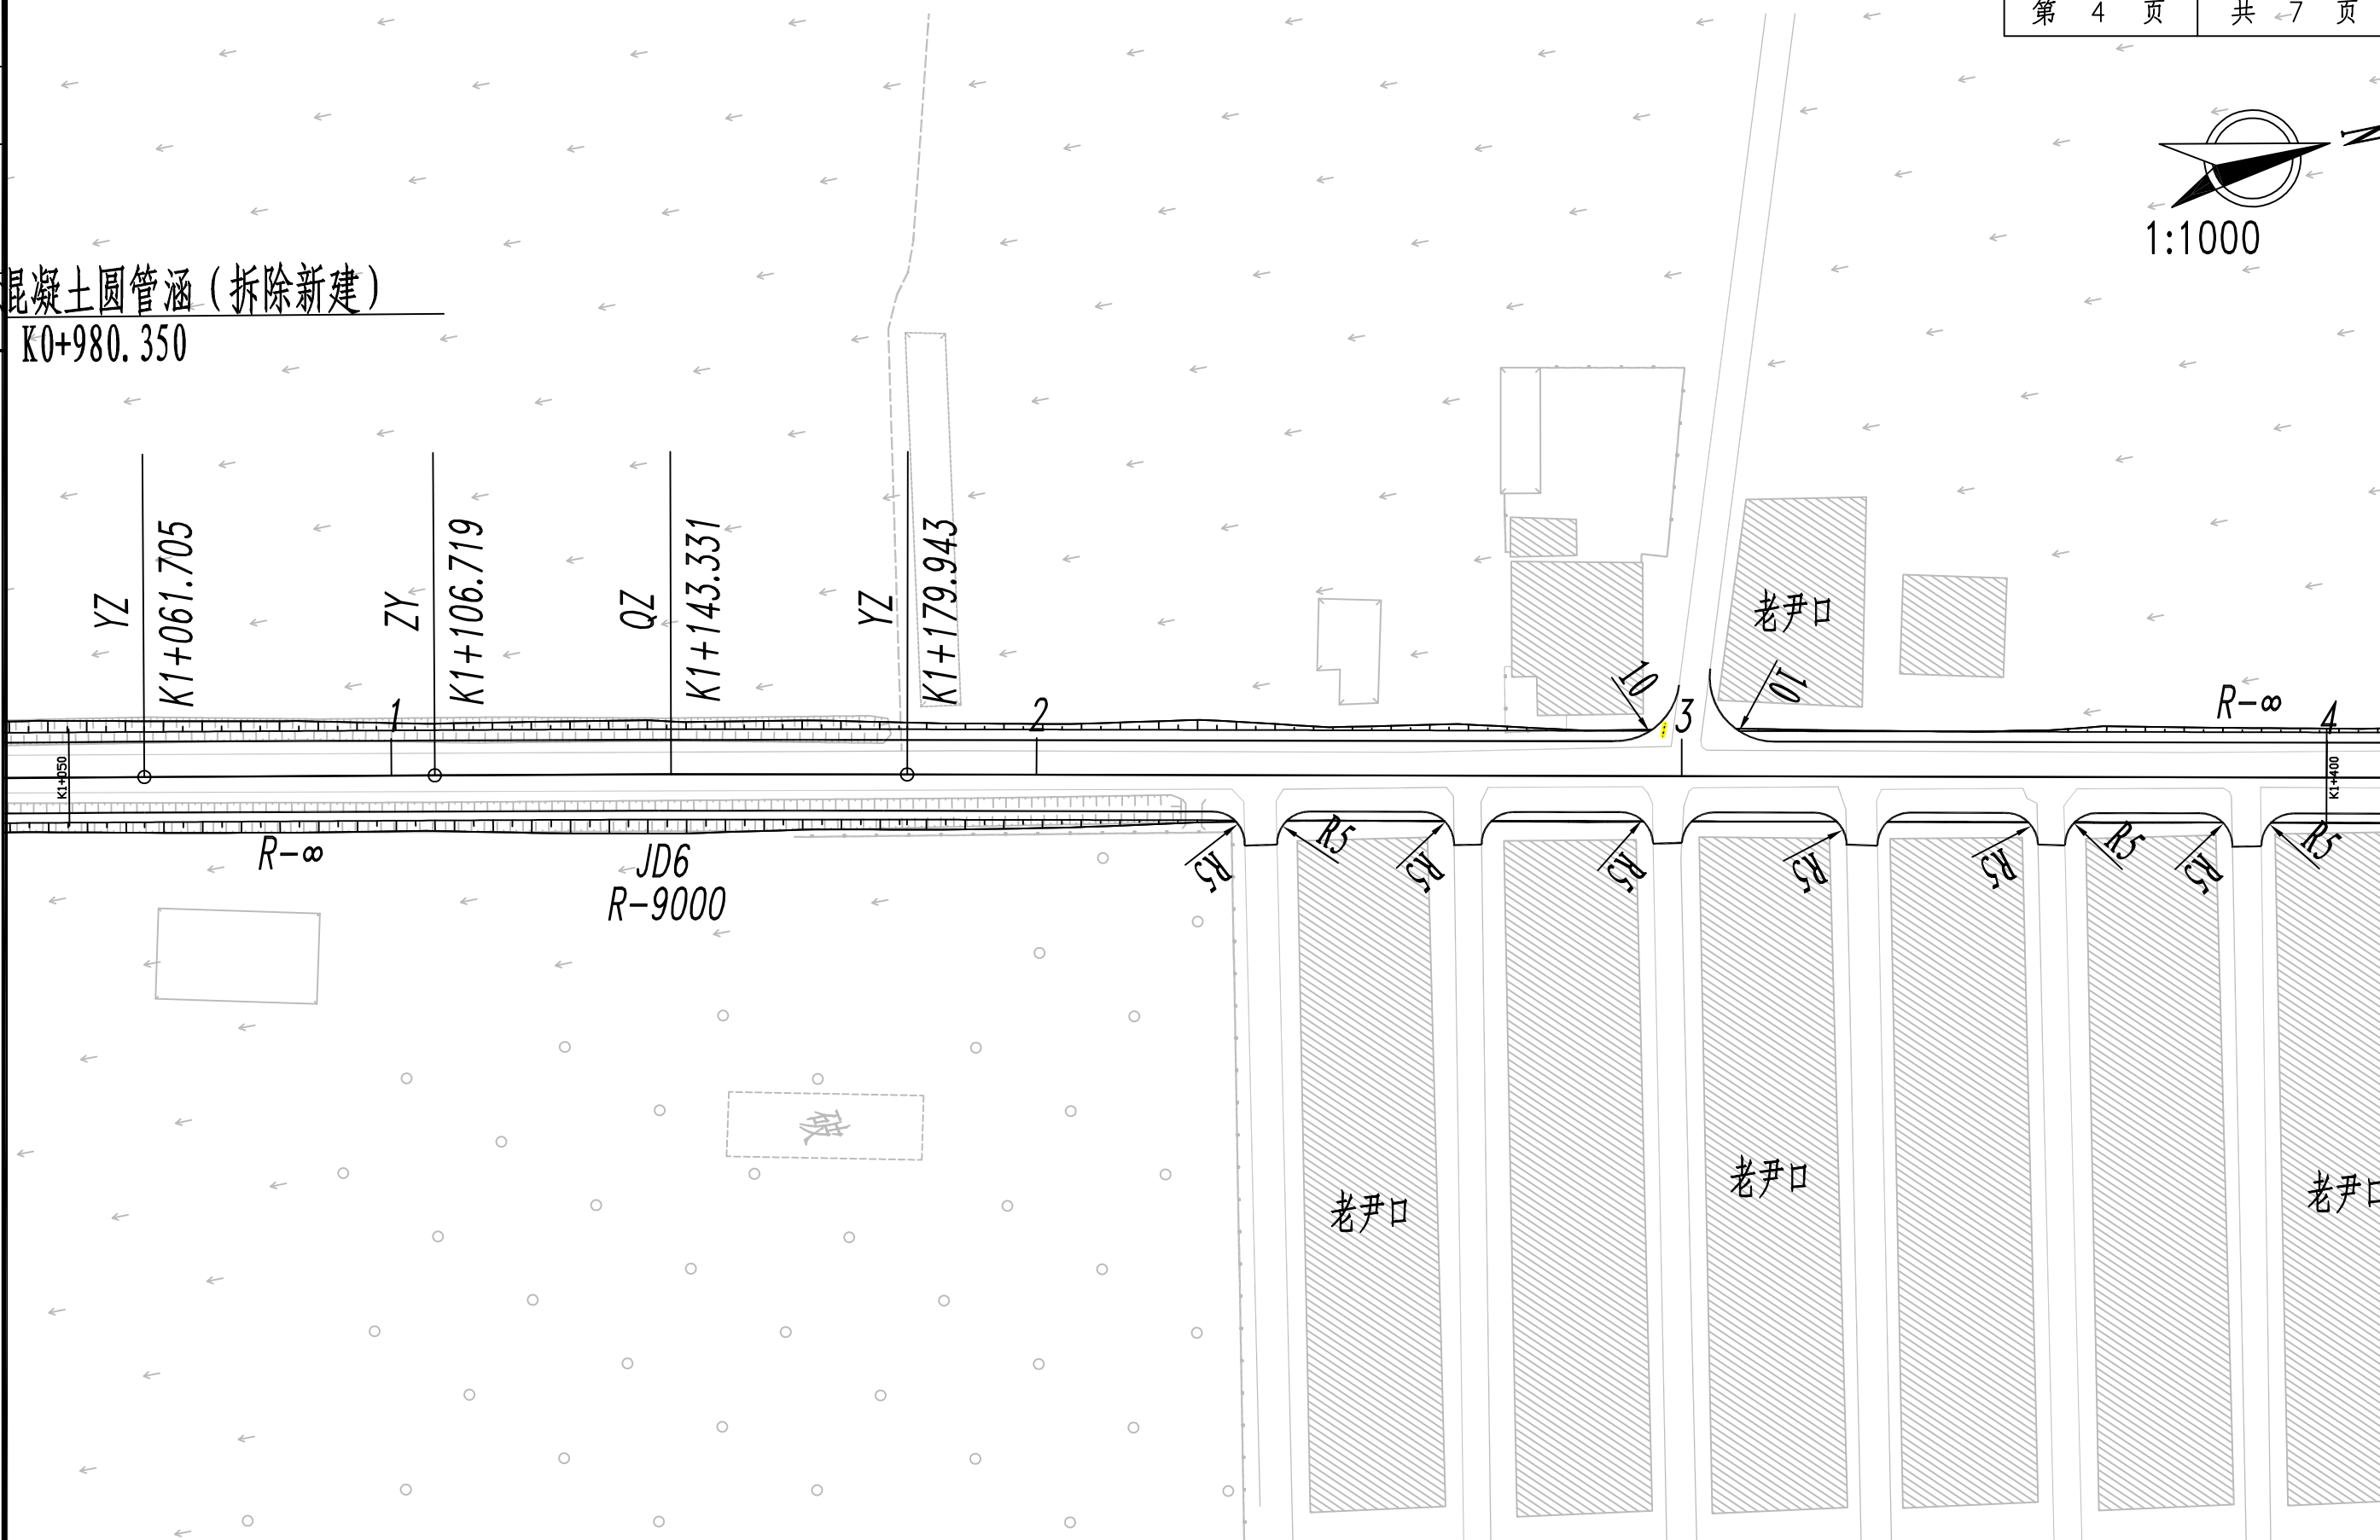 第 4 页 共 7 页
N
1:1000
混凝土圆管涵（拆除新建）
K0+980.350
YZ
K1+061.705
ZY
K1+106.719
QZ
K1+143.331
YZ
K1+179.943
老尹口
10
10
R-∞
1
2
3
4
K1+050
K1+400
R-∞
JD6
R-9000
R5
R5
R5
R5
R5
R5
R5
R5
R5
破
老尹口
老尹口
老尹口